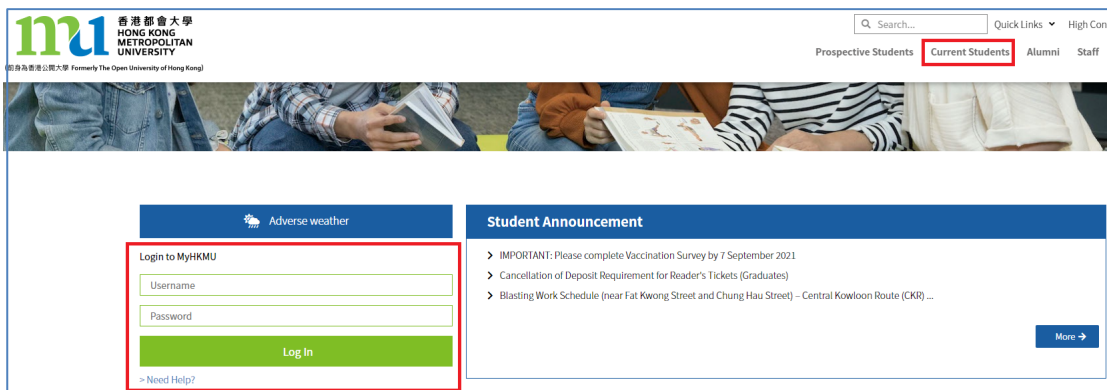 香港都會大學
HONG KONG
METROPOLITAN
UNIVERSITY
(前身為香港公開大學 Formerly The Open University of Hong Kong)
Search...
Quick Links
High Con
Prospective Students
Current Students
Alumni
Staff
Adverse weather
Login to MyHKMU
Username
Password
Log In
> Need Help?
Student Announcement
> IMPORTANT: Please complete Vaccination Survey by 7 September 2021
> Cancellation of Deposit Requirement for Reader's Tickets (Graduates)
> Blasting Work Schedule (near Fat Kwong Street and Chung Hau Street) – Central Kowloon Route (CKR) ...
More →